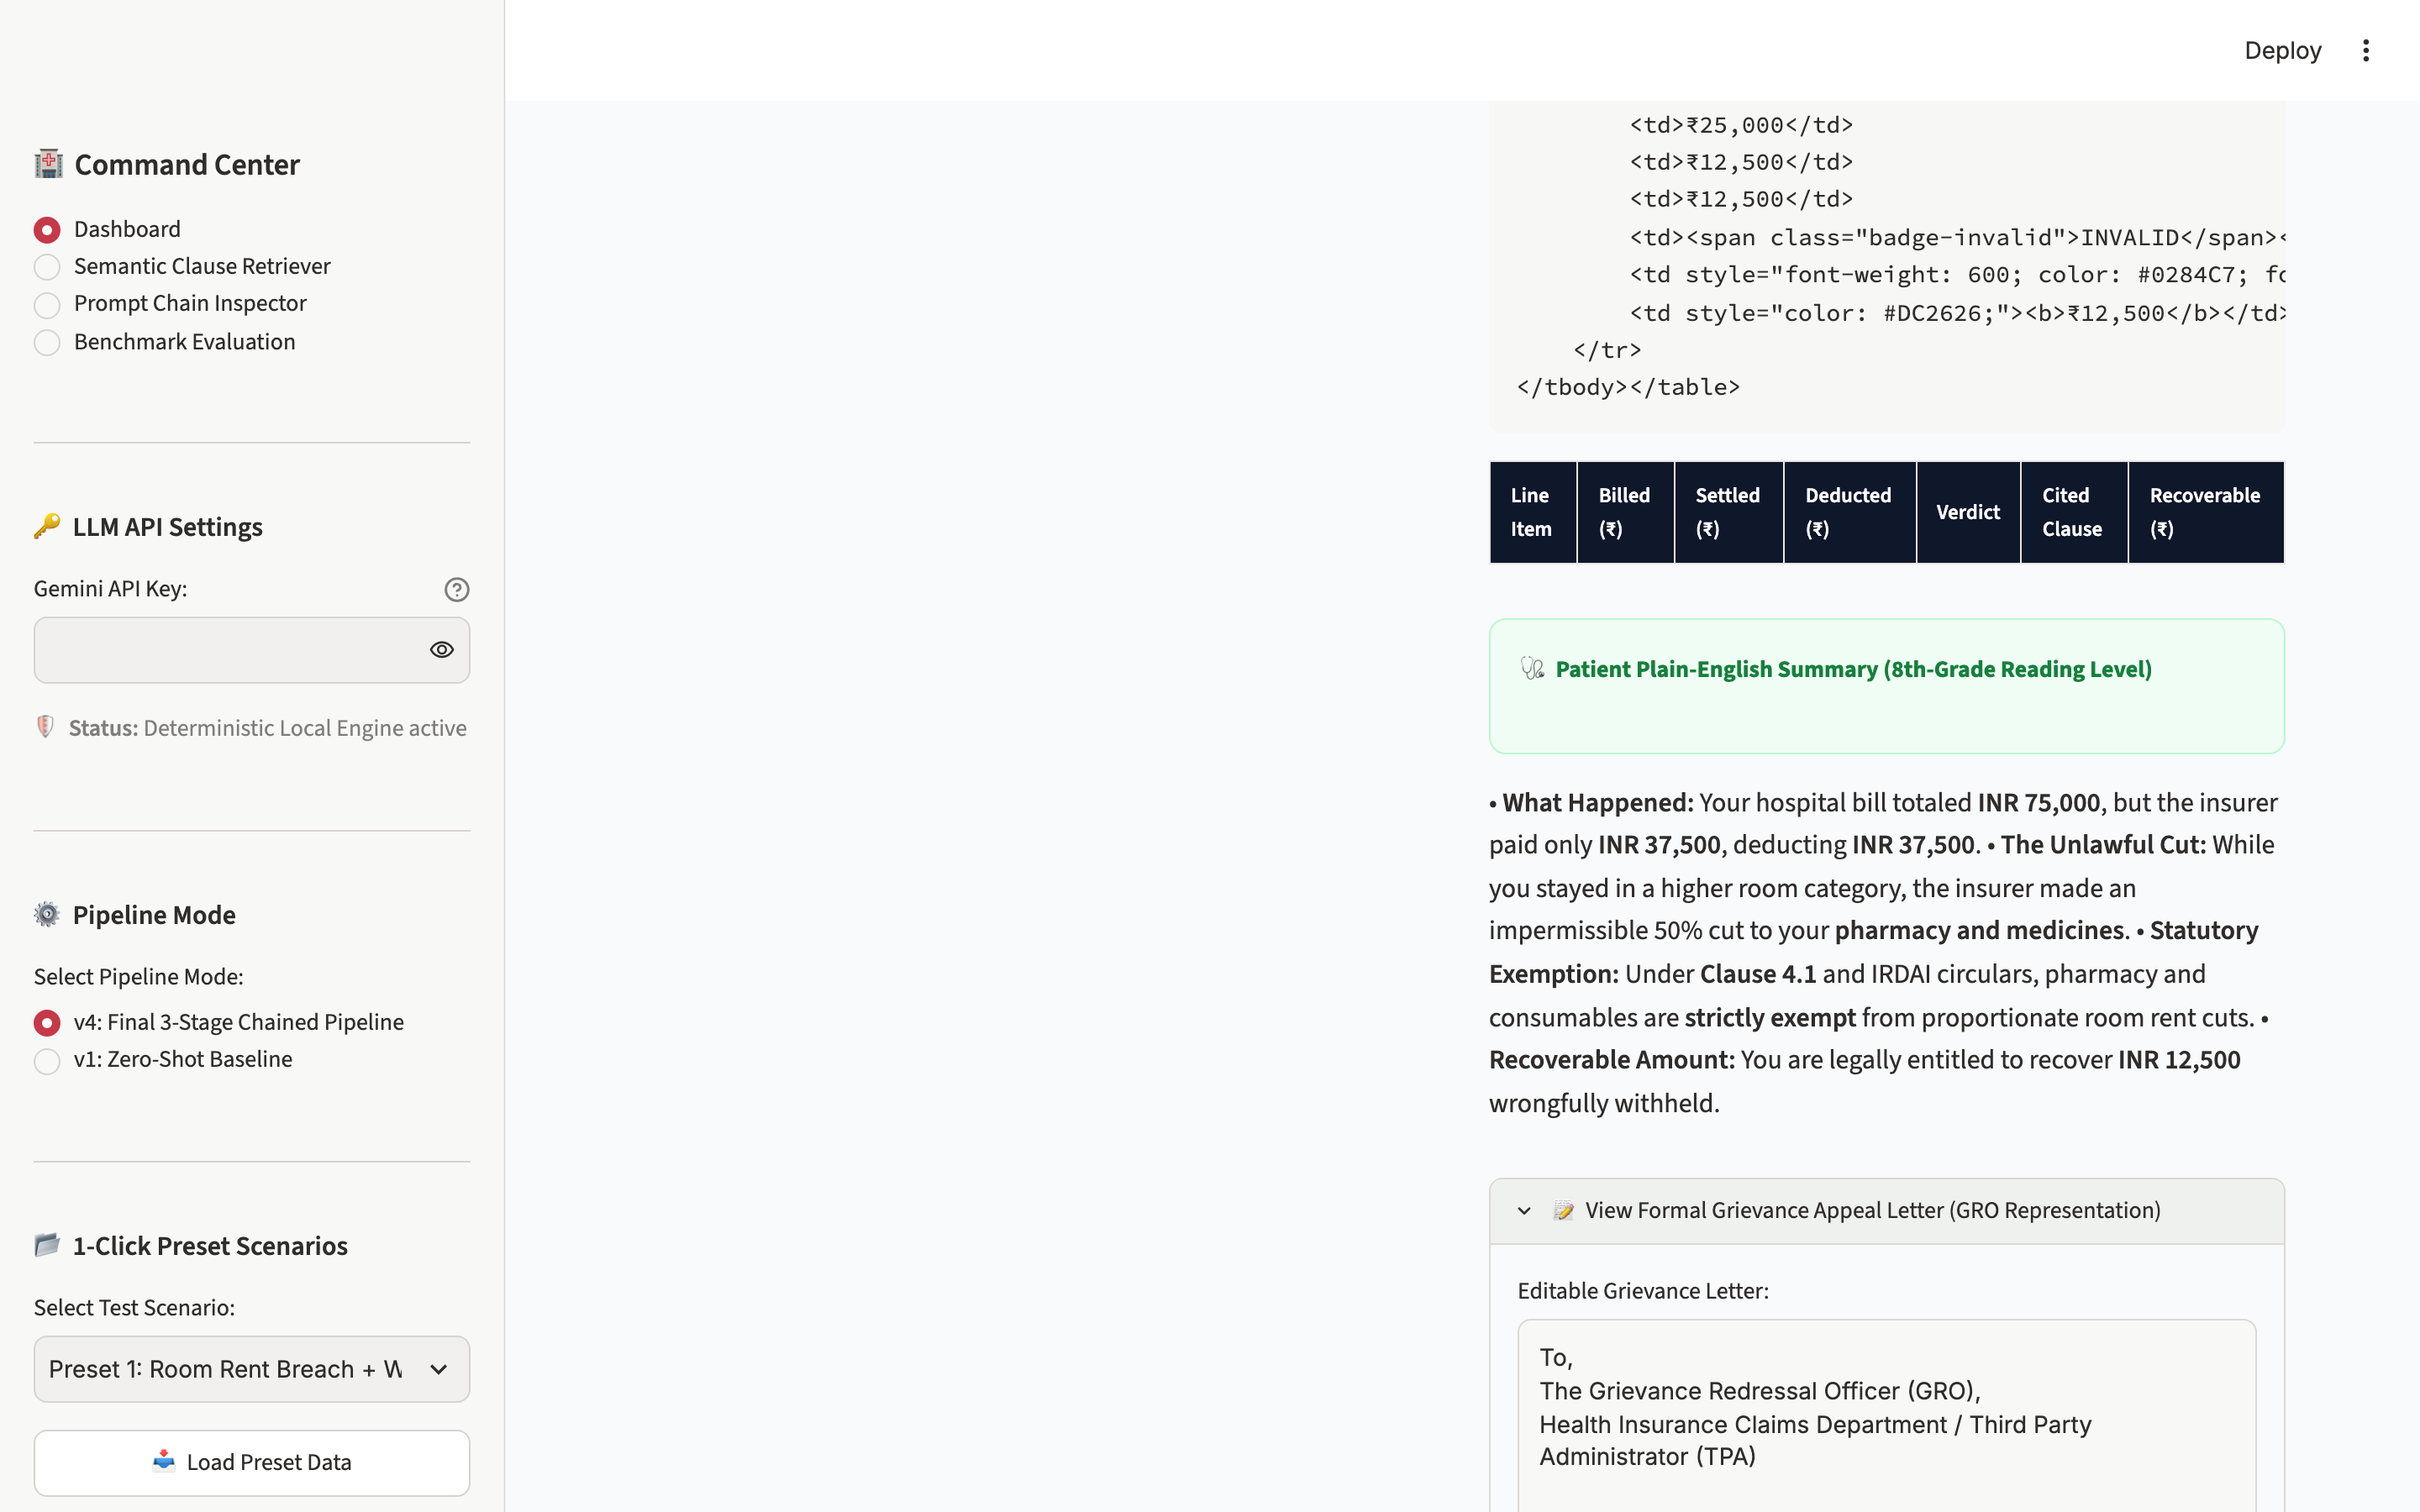 Deploy
Command Center
Dashboard
Semantic Clause Retriever
Prompt Chain Inspector
Benchmark Evaluation
LLM API Settings
Gemini API Key:
Status: Deterministic Local Engine active
Pipeline Mode
Select Pipeline Mode:
v4: Final 3-Stage Chained Pipeline
v1: Zero-Shot Baseline
1-Click Preset Scenarios
Select Test Scenario:
Preset 1: Room Rent Breach + W
Load Preset Data
<td>₹25,000</td>
<td>₹12,500</td>
<td>₹12,500</td>
<td><span class="badge-invalid">INVALID</span><
<td style="font-weight: 600; color: #0284C7; fo
<td style="color: #DC2626;"><b>₹12,500</b></td>
</tr>
</tbody></table>
Line Item
Billed (₹)
Settled (₹)
Deducted (₹)
Verdict
Cited Clause
Recoverable (₹)
Patient Plain-English Summary (8th-Grade Reading Level)
• What Happened: Your hospital bill totaled INR 75,000, but the insurer
paid only INR 37,500, deducting INR 37,500. • The Unlawful Cut: While
you stayed in a higher room category, the insurer made an
impermissible 50% cut to your pharmacy and medicines. • Statutory
Exemption: Under Clause 4.1 and IRDAI circulars, pharmacy and
consumables are strictly exempt from proportionate room rent cuts. •
Recoverable Amount: You are legally entitled to recover INR 12,500
wrongfully withheld.
View Formal Grievance Appeal Letter (GRO Representation)
Editable Grievance Letter:
To,
The Grievance Redressal Officer (GRO),
Health Insurance Claims Department / Third Party
Administrator (TPA)